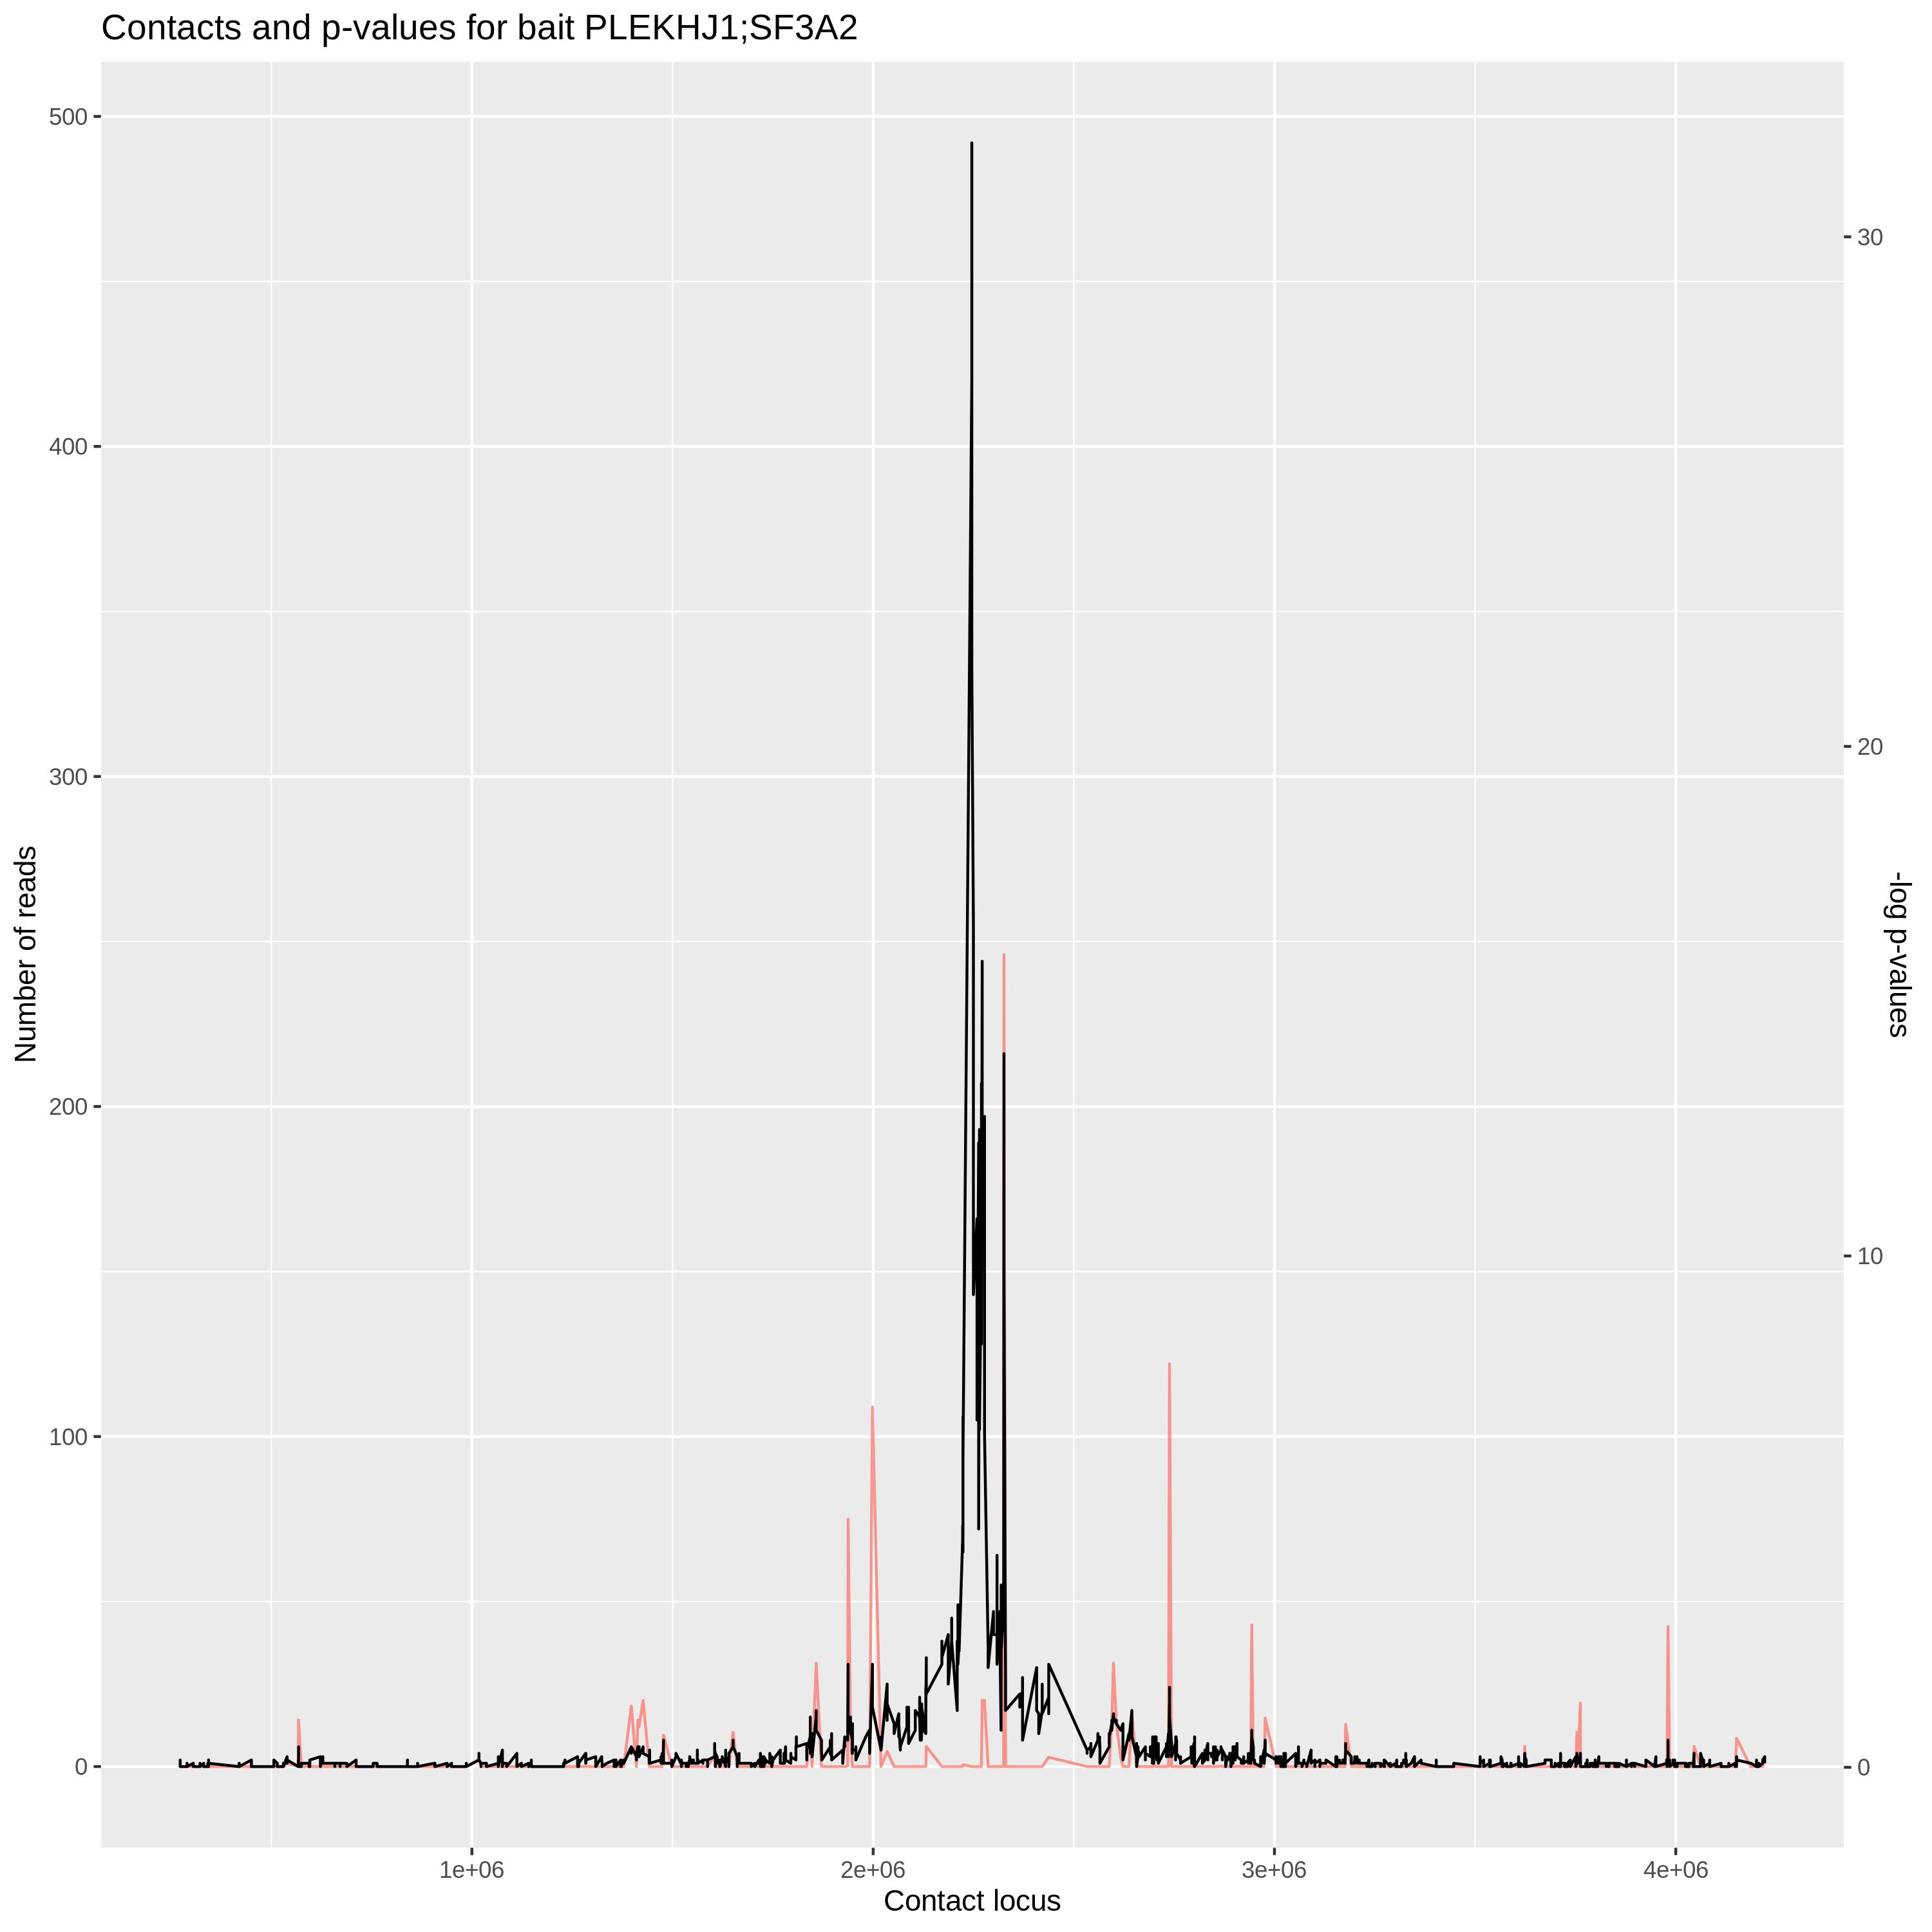 Contacts and p-values for bait PLEKHJ1;SF3A2
500
400
300
200
100
0
Number of reads
30
20
10
0
-log p-values
1e+06
2e+06
3e+06
4e+06
Contact locus